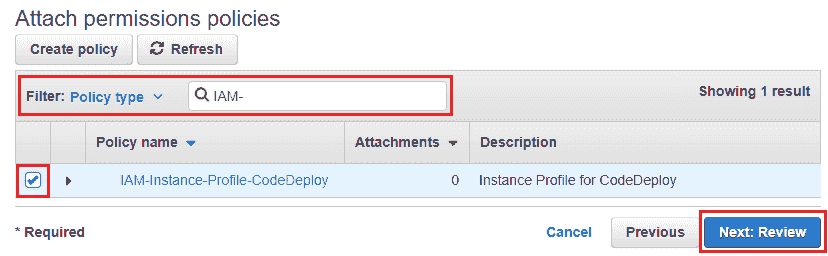 Attach permissions policies
Create policy Refresh
Filter: Policy type IAM- Showing 1 result
Policy name Attachments Description
IAM-Instance-Profile-CodeDeploy 0 Instance Profile for CodeDeploy
* Required Cancel Previous Next: Review